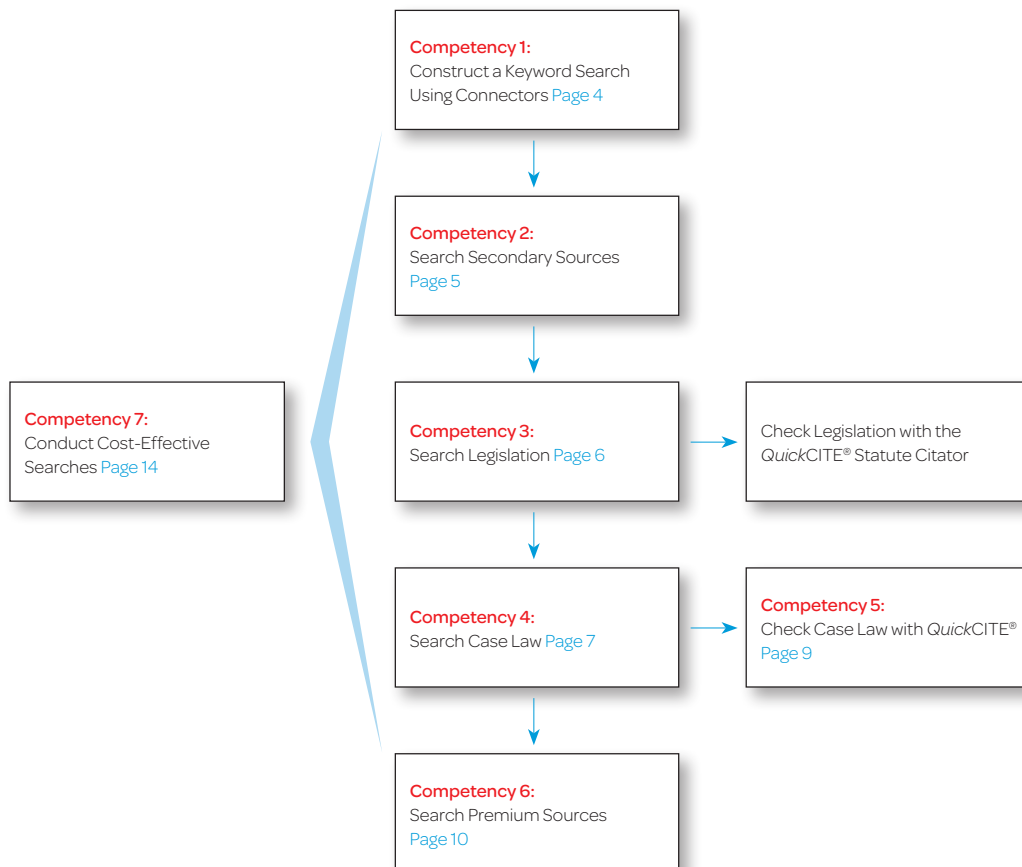 Competency 1:
Construct a Keyword Search
Using Connectors Page 4
Competency 2:
Search Secondary Sources
Page 5
Competency 7:
Conduct Cost-Effective
Searches Page 14
Competency 3:
Search Legislation Page 6
Check Legislation with the
QuickCITE® Statute Citator
Competency 4:
Search Case Law Page 7
Competency 5:
Check Case Law with QuickCITE®
Page 9
Competency 6:
Search Premium Sources
Page 10